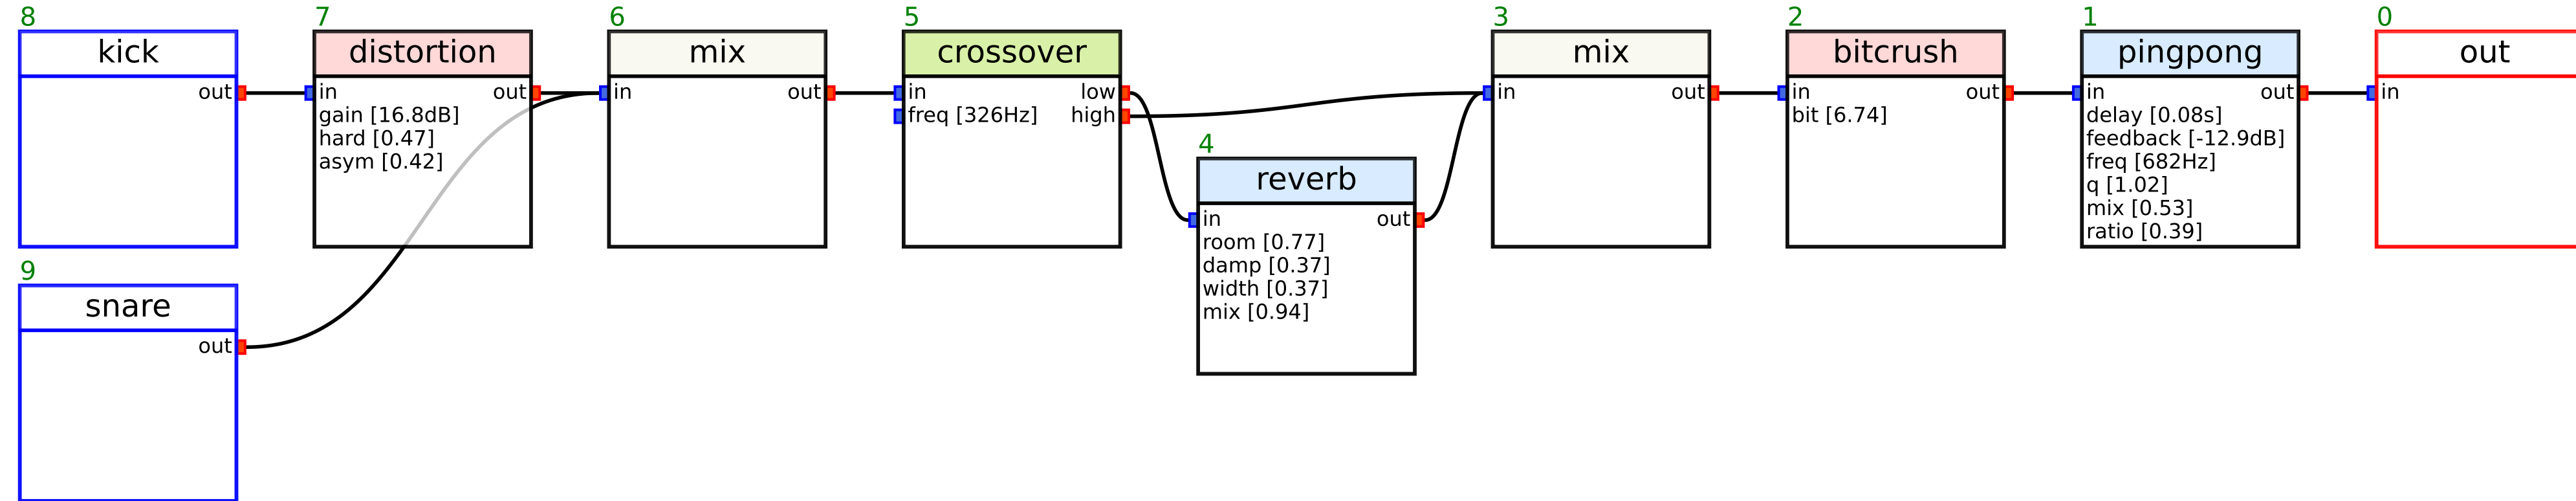 8 7 6 5 3 2 1 0
kick distortion mix crossover mix bitcrush pingpong out
out in out in out in low in out in out in out in
gain [16.8dB] freq [326Hz] high bit [6.74] delay [0.08s]
hard [0.47] feedback [-12.9dB]
4
asym [0.42] freq [682Hz]
reverb q [1.02]
mix [0.53]
in out
ratio [0.39]
room [0.77]
9 damp [0.37]
width [0.37]
snare mix [0.94]
out